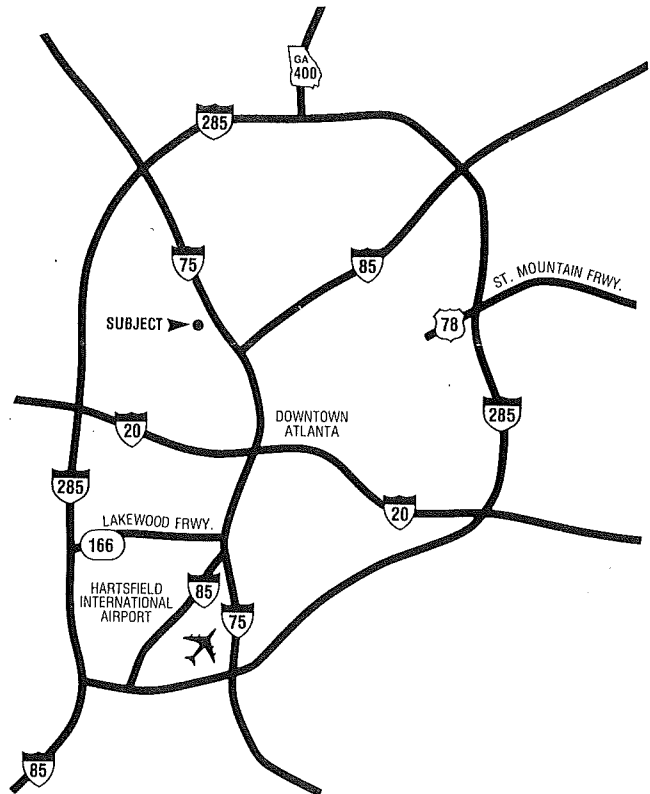 GA
400
285
75
85
ST. MOUNTAIN FRWY.
78
SUBJECT
DOWNTOWN
ATLANTA
285
20
285
20
LAKEWOOD FRWY.
166
HARTSFIELD
INTERNATIONAL
AIRPORT
85
75
85